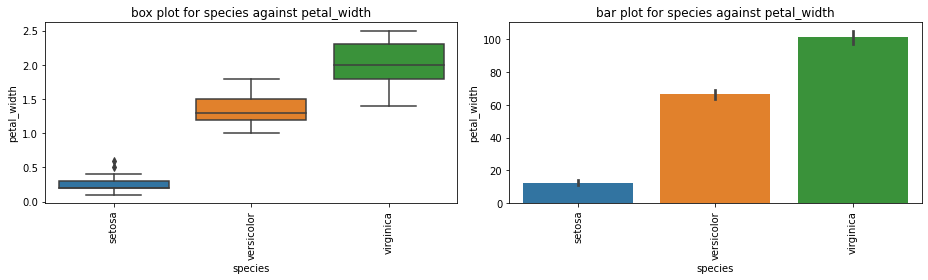 box plot for species against petal_width
petal_width
2.5
2.0
1.5
1.0
0.5
0.0
setosa
versicolor
virginica
species
bar plot for species against petal_width
petal_width
100
80
60
40
20
0
setosa
versicolor
virginica
species